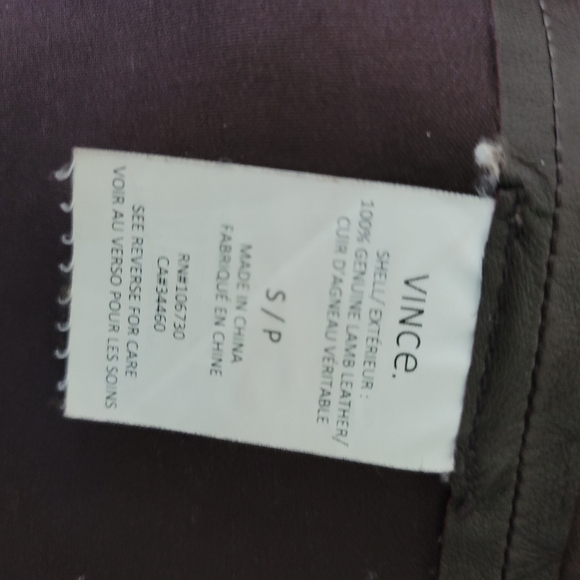 VINCE.
SHELL/ EXTÉRIEUR :
100% GENUINE LAMB LEATHER/
CUIR D'AGNEAU VÉRITABLE
S / P
MADE IN CHINA
FABRIQUÉ EN CHINE
RN#106730
CA#34460
SEE REVERSE FOR CARE
VOIR AU VERSO POUR LES SOINS